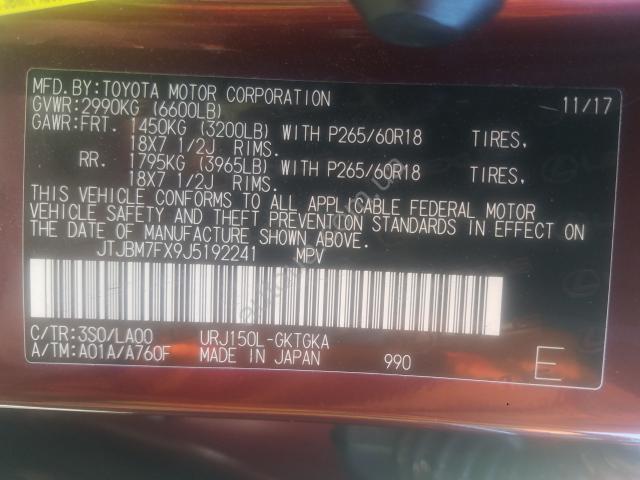 MFD.BY:TOYOTA MOTOR CORPORATION 11/17
GVWR:2990KG (6600LB)
GAWR:FRT. 1450KG (3200LB) WITH P265/60R18 TIRES,
18X7 1/2J RIMS.
RR. 1795KG (3965LB) WITH P265/60R18 TIRES,
18X7 1/2J RIMS.
THIS VEHICLE CONFORMS TO ALL APPLICABLE FEDERAL MOTOR
VEHICLE SAFETY AND THEFT PREVENTION STANDARDS IN EFFECT ON
THE DATE OF MANUFACTURE SHOWN ABOVE.
JTJBM7FX9J5192241 MPV
C/TR:3S0/LA00 URJ150L-GKTGKA
A/TM:A01A/A760F MADE IN JAPAN 990 E